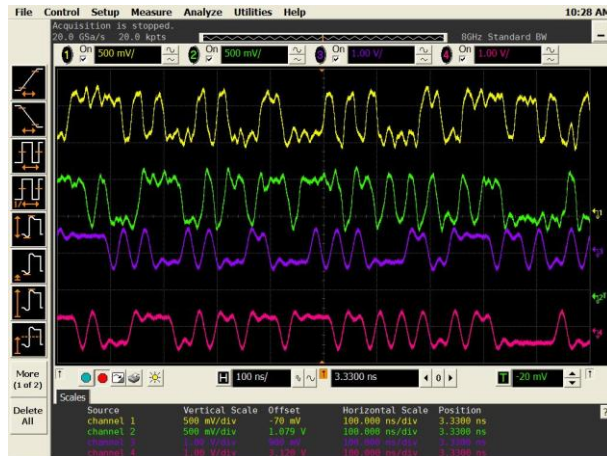 File Control Setup Measure Analyze Utilities Help 10:28 AM
Acquisition is stopped.
20.0 GSa/s 20.0 kpts 8GHz Standard BW
1 On 500 mV/ 2 On 500 mV/ 3 On 1.00 V/ 4 On 1.00 V/
More
(1 of 2)
Delete
All
H 100 ns/ 3.3300 ns 0 T -20 mV
Scales
Source Vertical Scale Offset Horizontal Scale Position
channel 1 500 mV/div -70 mV 100.000 ns/div 3.3300 ns
channel 2 500 mV/div 1.079 V 100.000 ns/div 3.3300 ns
channel 3 1.00 V/div 100.000 ns/div 3.3300 ns
channel 4 1.00 V/div 3.120 V 100.000 ns/div 3.3300 ns